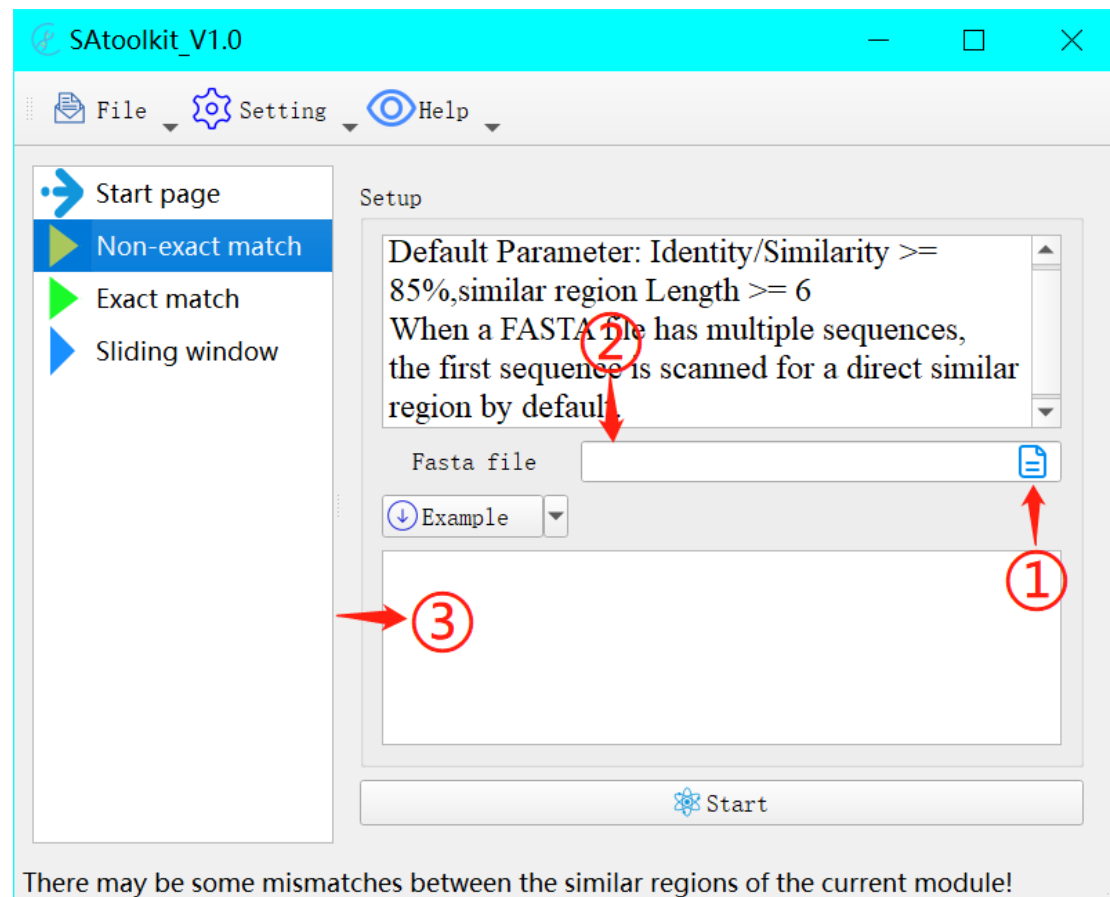 SAtoolkit_V1.0
File Setting Help
Start page
Non-exact match
Exact match
Sliding window
Setup
Default Parameter: Identity/Similarity >=
85%,similar region Length >= 6
When a FASTA file has multiple sequences,
the first sequence is scanned for a direct similar
region by default.
②
Fasta file
①
Example
③
Start
There may be some mismatches between the similar regions of the current module!